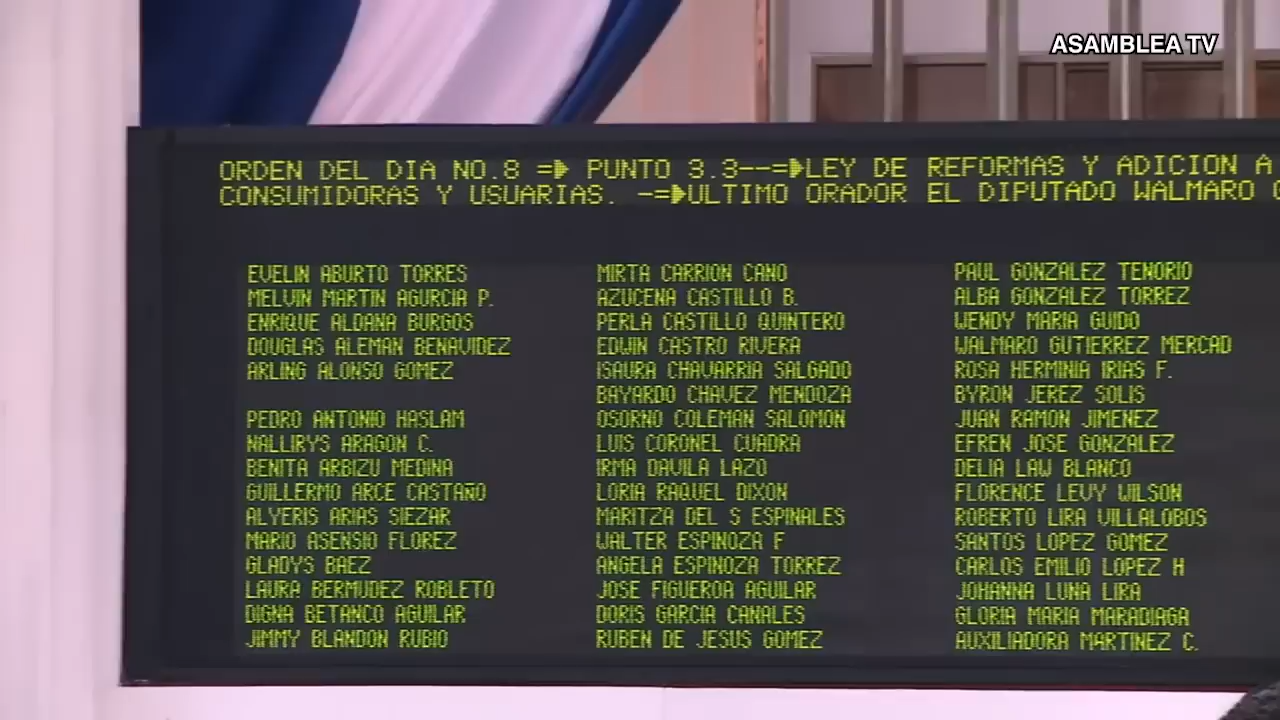 ASAMBLEA TV
ORDEN DEL DIA NO.8 => PUNTO 3.3--=>LEY DE REFORMAS Y ADICION A
CONSUMIDORAS Y USUARIAS. -=>ULTIMO ORADOR EL DIPUTADO WALMARO
EVELIN ABURTO TORRES
MELVIN MARTIN AGURCIA P.
ENRIQUE ALDANA BURGOS
DOUGLAS ALEMAN BENAVIDEZ
ARLING ALONSO GOMEZ
PEDRO ANTONIO HASLAM
NALLIRYS ARAGON C.
BENITA ARBIZU MEDINA
GUILLERMO ARCE CASTAÑO
ALYERIS ARIAS SIEZAR
MARIO ASENSIO FLOREZ
GLADYS BAEZ
LAURA BERMUDEZ ROBLETO
DIGNA BETANCO AGUILAR
JIMMY BLANDON RUBIO
MIRTA CARRION CANO
AZUCENA CASTILLO B.
PERLA CASTILLO QUINTERO
EDWIN CASTRO RIVERA
ISAURA CHAVARRIA SALGADO
BAYARDO CHAVEZ MENDOZA
OSORNO COLEMAN SALOMON
LUIS CORONEL CUADRA
IRMA DAVILA LAZO
LORIA RAQUEL DIXON
MARITZA DEL S ESPINALES
WALTER ESPINOZA F
ANGELA ESPINOZA TORREZ
JOSE FIGUEROA AGUILAR
DORIS GARCIA CANALES
RUBEN DE JESUS GOMEZ
PAUL GONZALEZ TENORIO
ALBA GONZALEZ TORREZ
WENDY MARIA GUIDO
WALMARO GUTIERREZ MERCAD
ROSA HERMINIA IRIAS F.
BYRON JEREZ SOLIS
JUAN RAMON JIMENEZ
EFREN JOSE GONZALEZ
DELIA LAW BLANCO
FLORENCE LEVY WILSON
ROBERTO LIRA VILLALOBOS
SANTOS LOPEZ GOMEZ
CARLOS EMILIO LOPEZ H
JOHANNA LUNA LIRA
GLORIA MARIA MARADIAGA
AUXILIADORA MARTINEZ C.